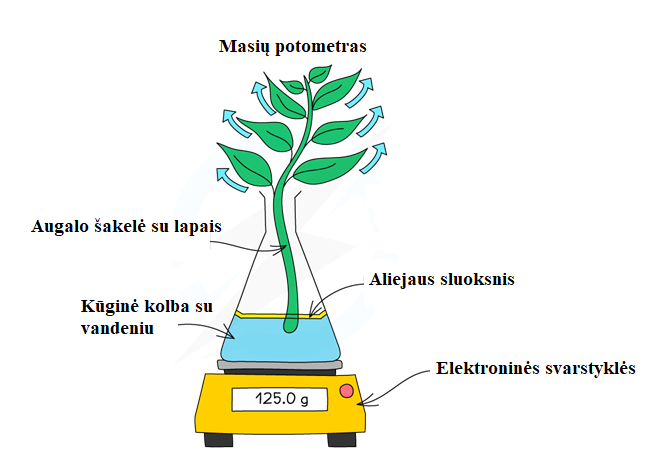 Masių potometras
Augalo šakelė su lapais
Aliejaus sluoksnis
Kūginė kolba su
vandeniu
Elektroninės svarstyklės
125.0 g